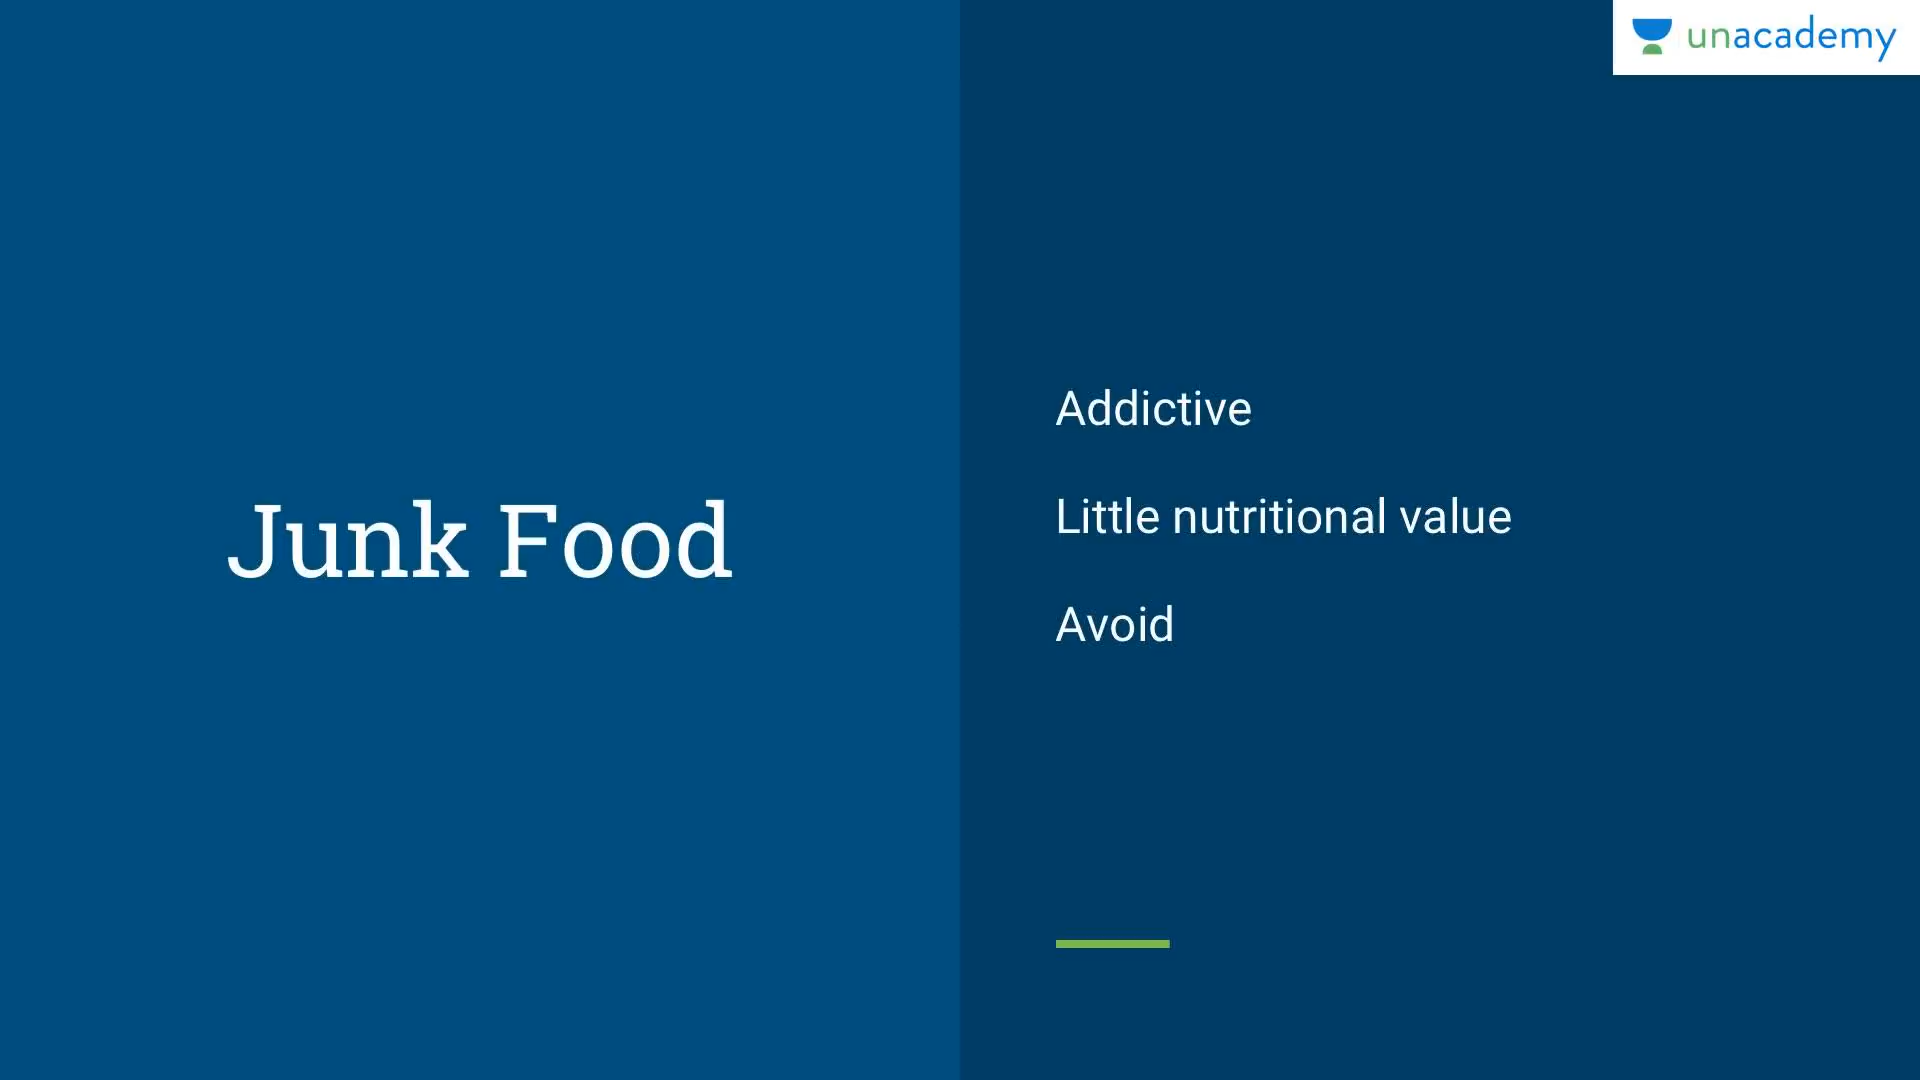 unacademy
Junk Food
Addictive
Little nutritional value
Avoid